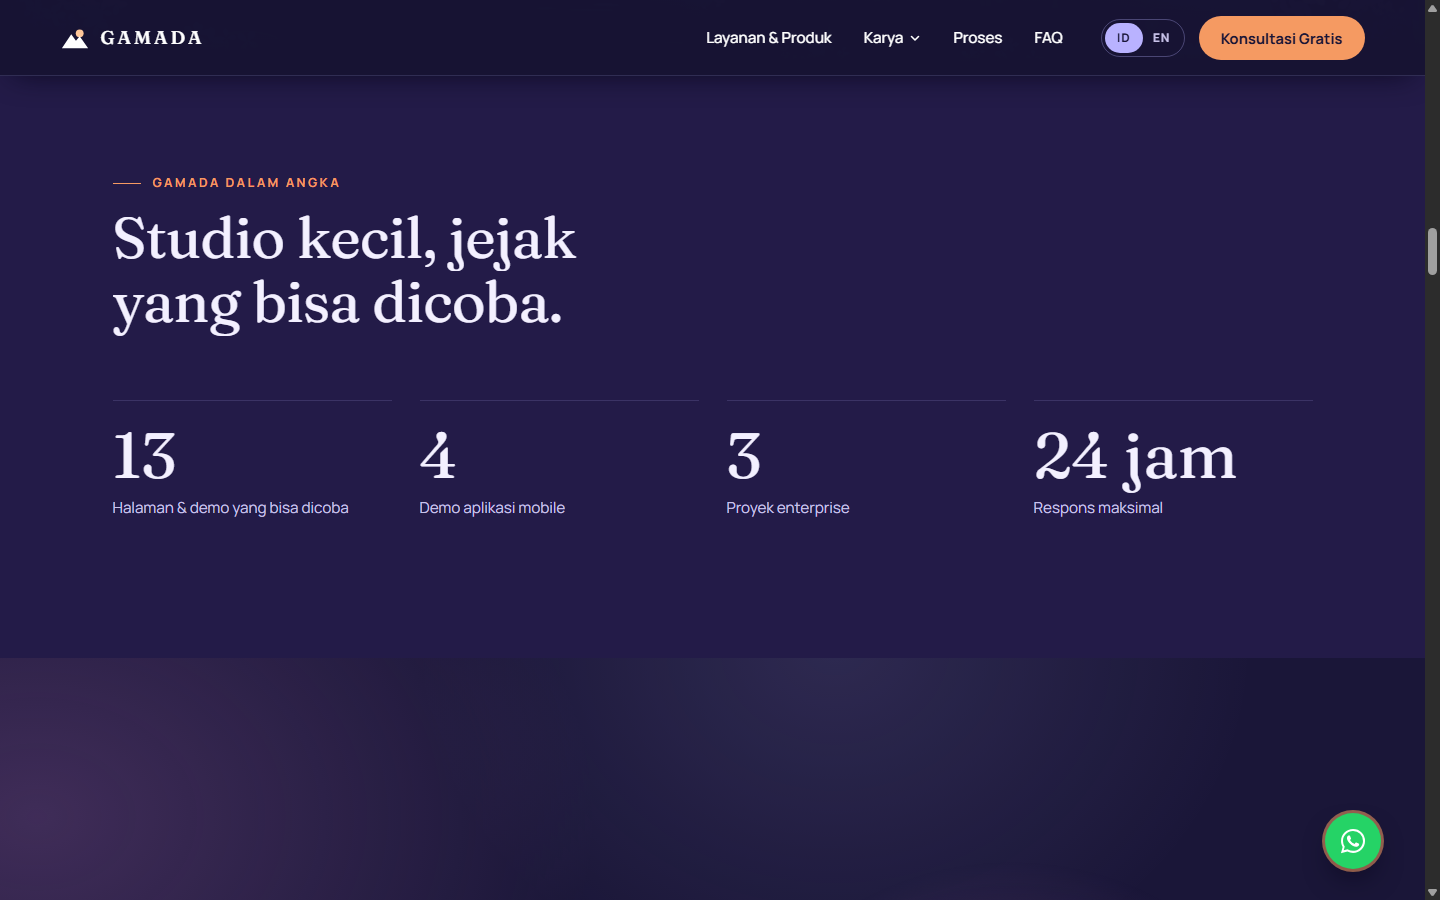 GAMADA
Layanan & Produk
Karya
Proses
FAQ
ID
EN
Konsultasi Gratis
GAMADA DALAM ANGKA
Studio kecil, jejak
yang bisa dicoba.
13
Halaman & demo yang bisa dicoba
4
Demo aplikasi mobile
3
Proyek enterprise
24 jam
Respons maksimal